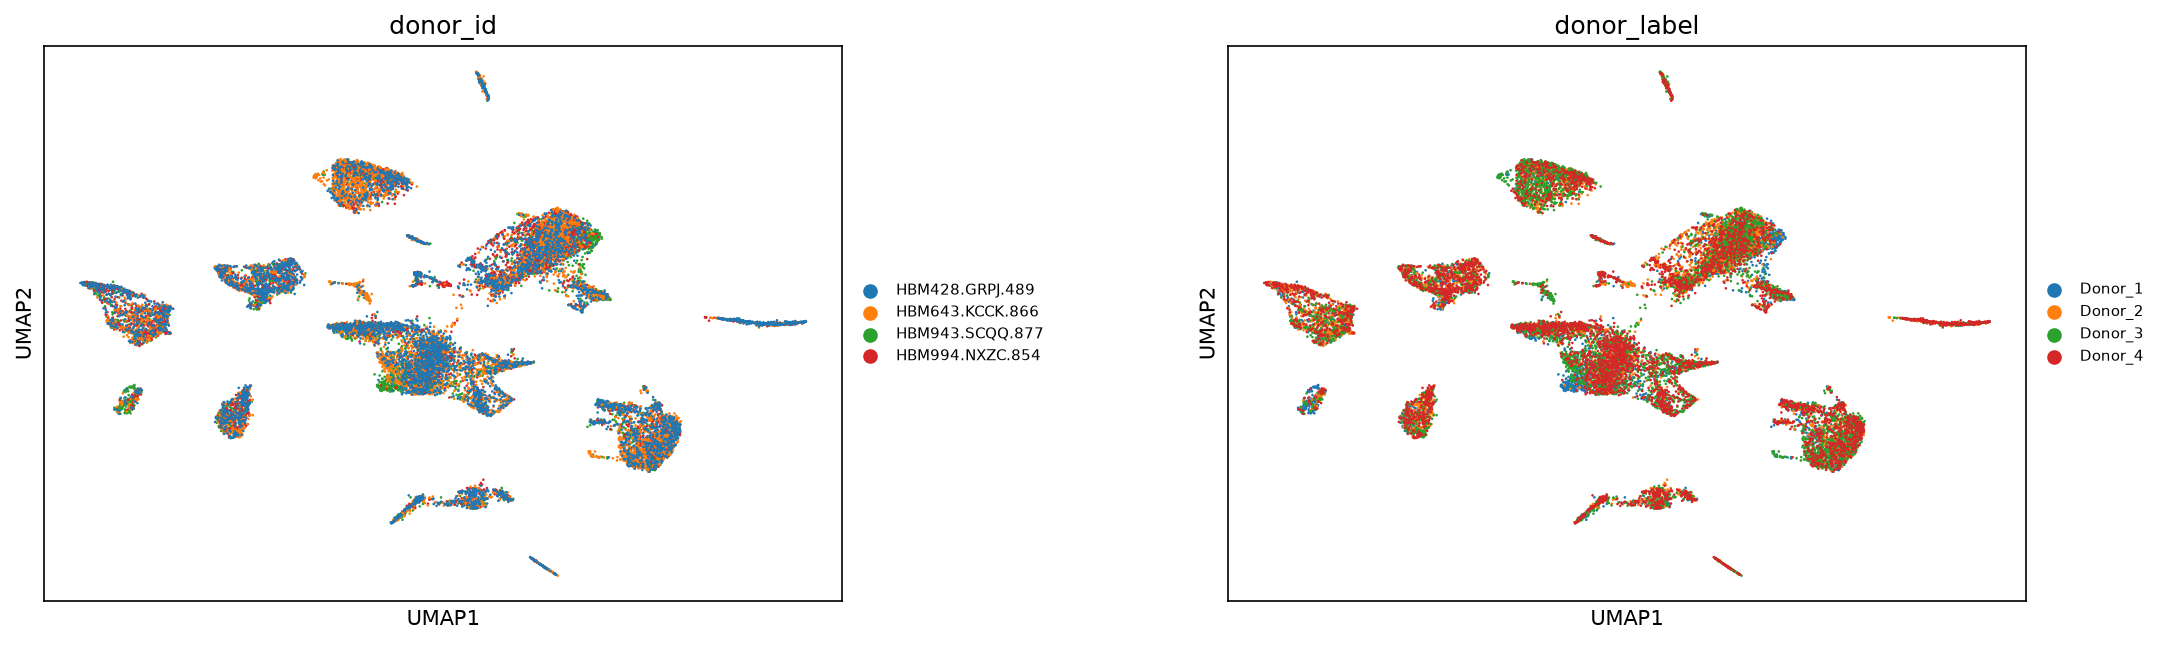 donor_id
UMAP2
UMAP1
HBM428.GRPJ.489
HBM643.KCCK.866
HBM943.SCQQ.877
HBM994.NXZC.854
donor_label
UMAP2
UMAP1
Donor_1
Donor_2
Donor_3
Donor_4